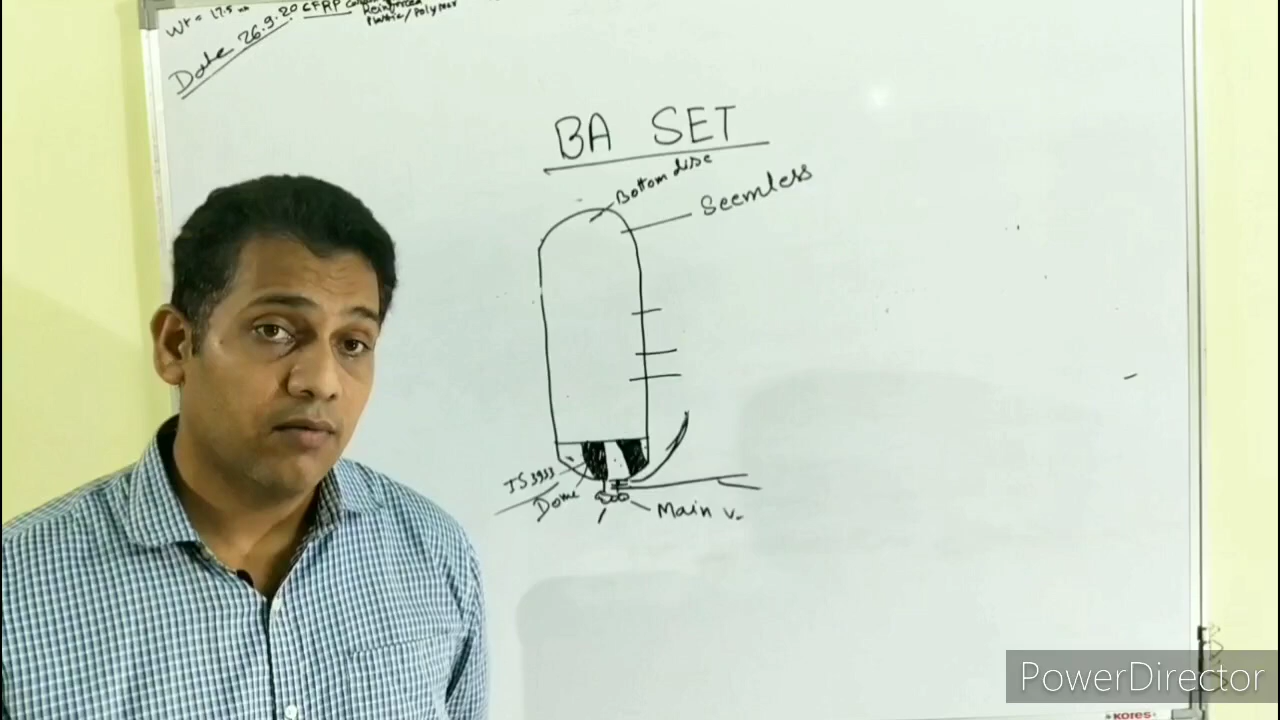 Wt = 17.5
CFRP
Reinforced
Plastic/Polymer
Date 26.9.20
BA SET
Bottom disc
Seemless
IS 3933
Dome
Main v.
PowerDirector
KORES